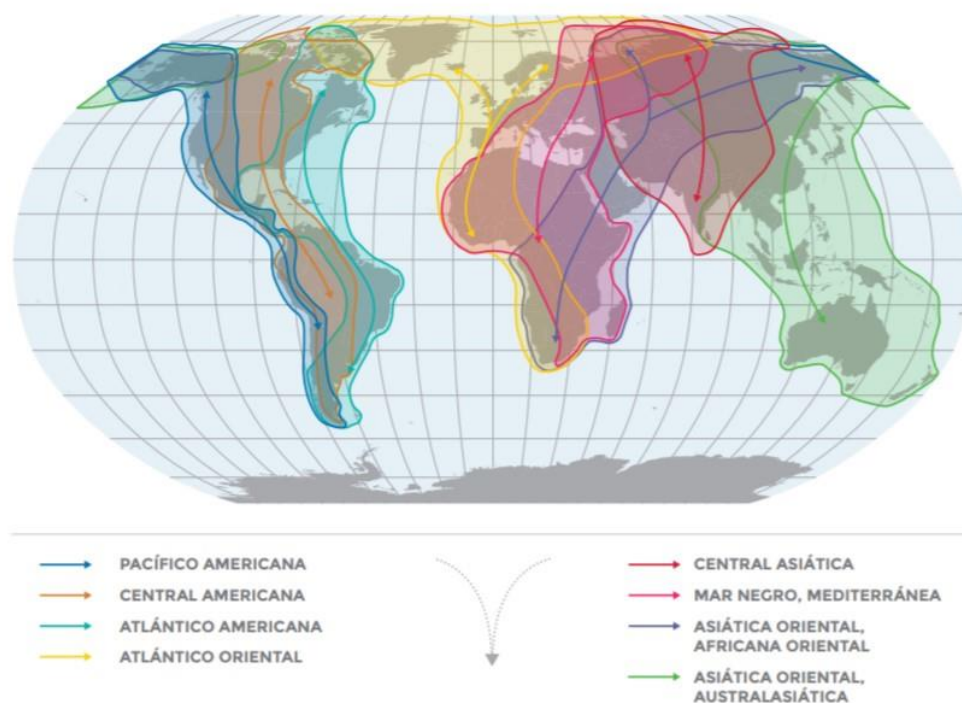 PACÍFICO AMERICANA
CENTRAL AMERICANA
ATLÁNTICO AMERICANA
ATLÁNTICO ORIENTAL
CENTRAL ASIÁTICA
MAR NEGRO, MEDITERRÁNEA
ASIÁTICA ORIENTAL,
AFRICANA ORIENTAL
ASIÁTICA ORIENTAL,
AUSTRALASIÁTICA